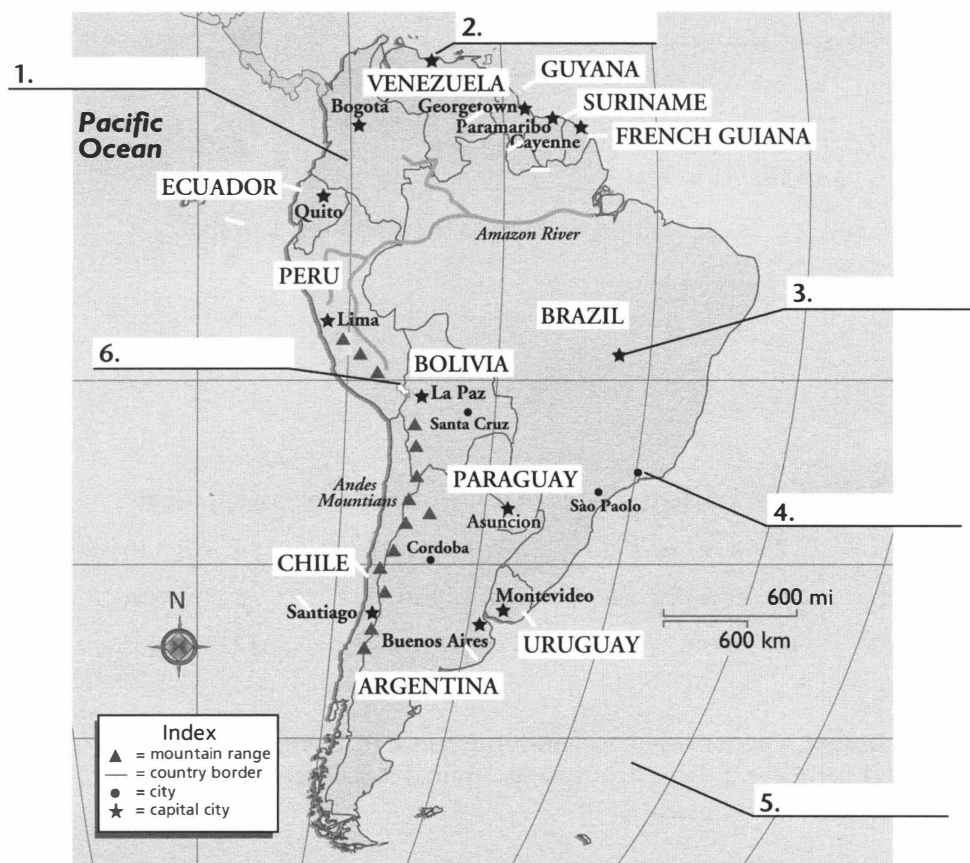 2.
1.
VENEZUELA
GUYANA
Bogotá
Georgetown
SURINAME
Pacific
Ocean
Paramaribo
Cayenne
FRENCH GUIANA
ECUADOR
Quito
Amazon River
PERU
3.
Lima
BRAZIL
6.
BOLIVIA
La Paz
Santa Cruz
PARAGUAY
Andes
Mountians
Sào Paolo
4.
Asuncion
Cordoba
CHILE
N
Montevideo
600 mi
Santiago
Buenos Aires
URUGUAY
600 km
ARGENTINA
Index
= mountain range
= country border
= city
= capital city
5.